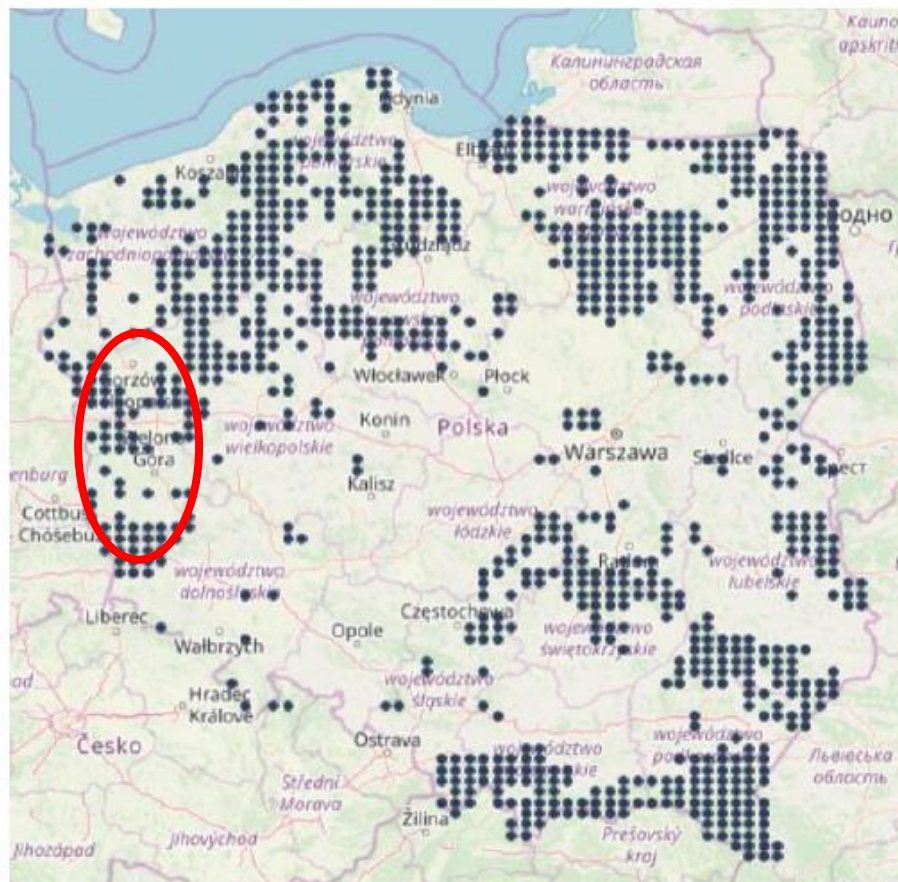 Kauno
apskriti
Калининградская
область
Gdynia
Elbląg
województwo
pomorskie
Koszalin
województwo
warmińsko
województwo
zachodniopomorskie
Grudziądz
województwo
podlaskie
województwo
Gorzów
Włocławek
Płock
Konin
Polska
województwo
wielkopolskie
Warszawa
Siedlce
Брест
Zielona
Góra
Kalisz
Cottbus
Chóśebuz
województwo
łódzkie
Radom
województwo
lubelskie
województwo
dolnośląskie
Liberec
Częstochowa
Wałbrzych
Opole
województwo
świętokrzyskie
województwo
śląskie
Hradec
Králové
Česko
Ostrava
województwo
województwo
Львівська
область
Střední
Morava
Žilina
Jihozápad
Jihovýchod
Prešovský
kraj